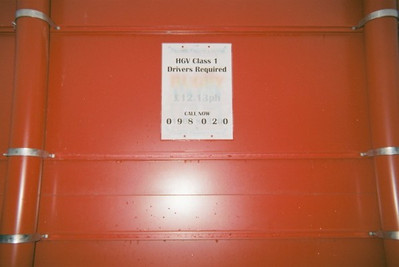 HGV Class 1
Drivers Required
CALL NOW
098020